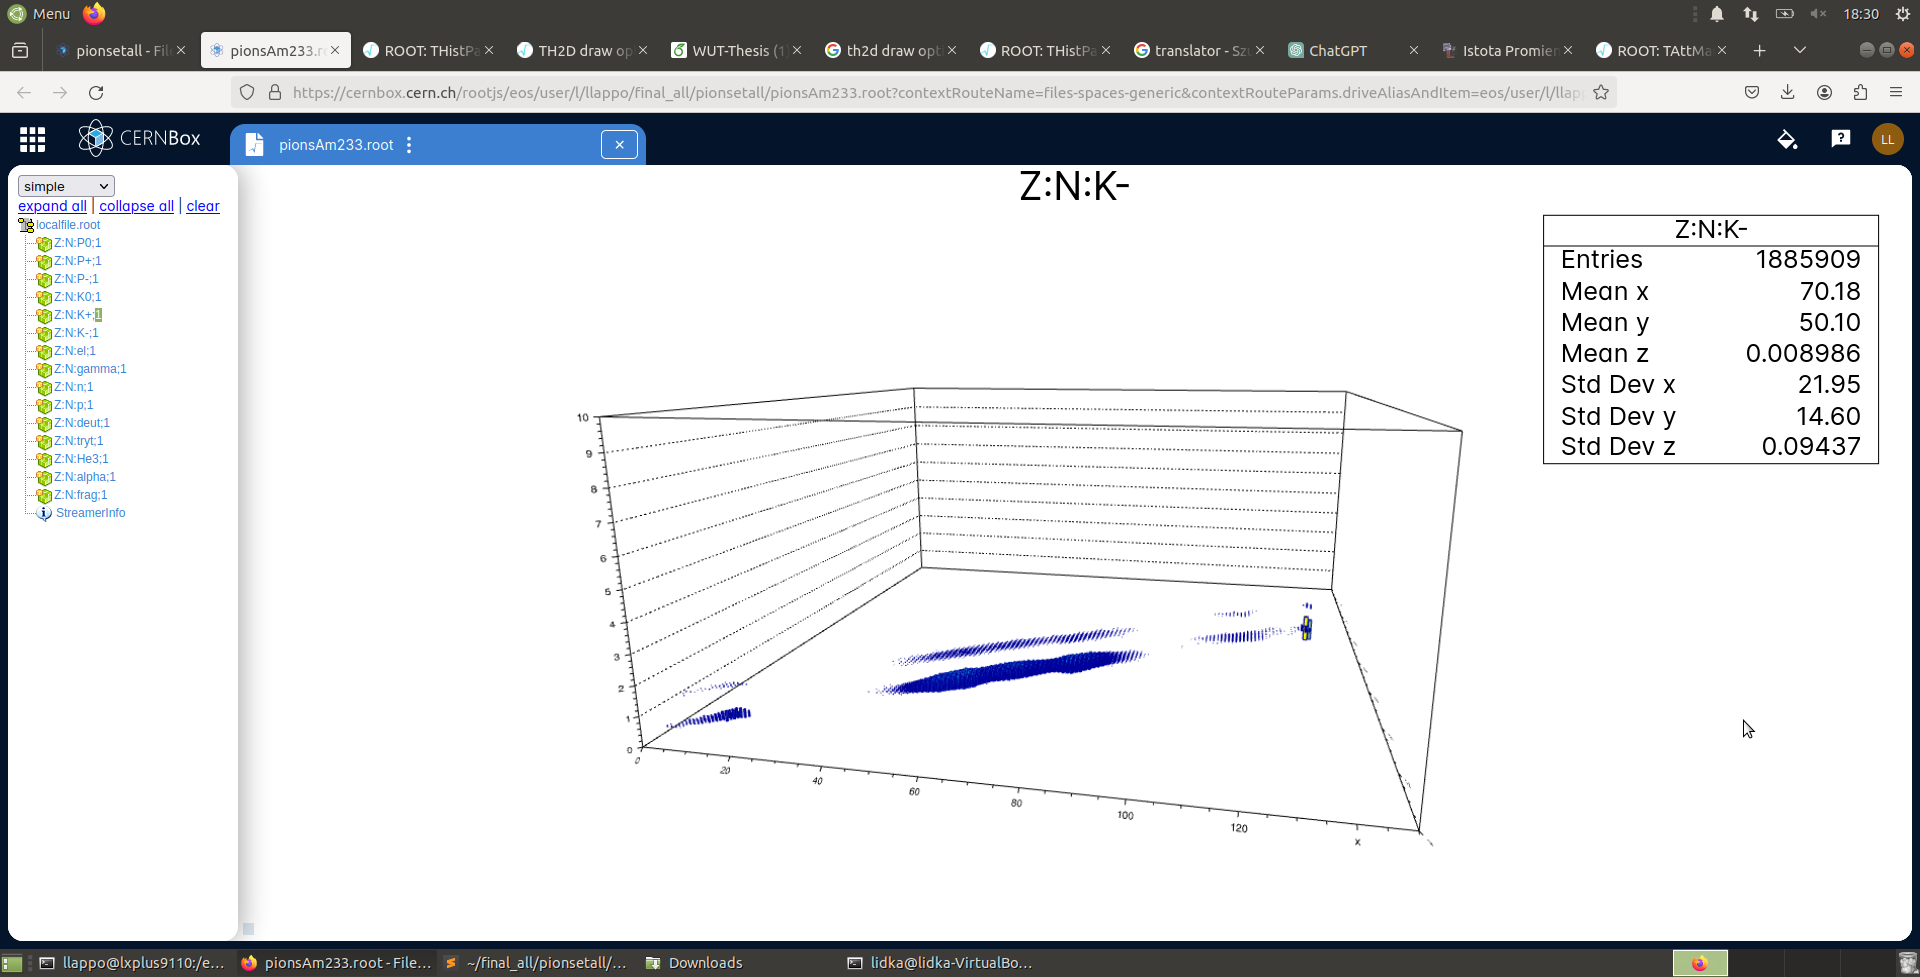 Menu
18:30
pionsetall - Fil
pionsAm233.r
ROOT: THistPa
TH2D draw op
WUT-Thesis (1)
th2d draw opt
ROOT: THistPa
translator - Szu
ChatGPT
Istota Promien
ROOT: TAttMa
https://cernbox.cern.ch/rootjs/eos/user/l/llappo/final_all/pionsetall/pionsAm233.root?contextRouteName=files-spaces-generic&contextRouteParams.driveAliasAndItem=eos/user/l/llapp
CERNBox
pionsAm233.root
LL
simple
expand all | collapse all | clear
localfile.root
Z:N:P0;1
Z:N:P+;1
Z:N:P-;1
Z:N:K0;1
Z:N:K+;1
Z:N:K-;1
Z:N:el;1
Z:N:gamma;1
Z:N:n;1
Z:N:p;1
Z:N:deut;1
Z:N:tryt;1
Z:N:He3;1
Z:N:alpha;1
Z:N:frag;1
StreamerInfo
Z:N:K-
Z:N:K-
Entries 1885909
Mean x 70.18
Mean y 50.10
Mean z 0.008986
Std Dev x 21.95
Std Dev y 14.60
Std Dev z 0.09437
10
9
8
7
6
5
4
3
2
1
0
0 20 40 60 80 100 120 x
llappo@lxplus9110:/e...
pionsAm233.root - File...
~/final_all/pionsetall/...
Downloads
lidka@lidka-VirtualBo...